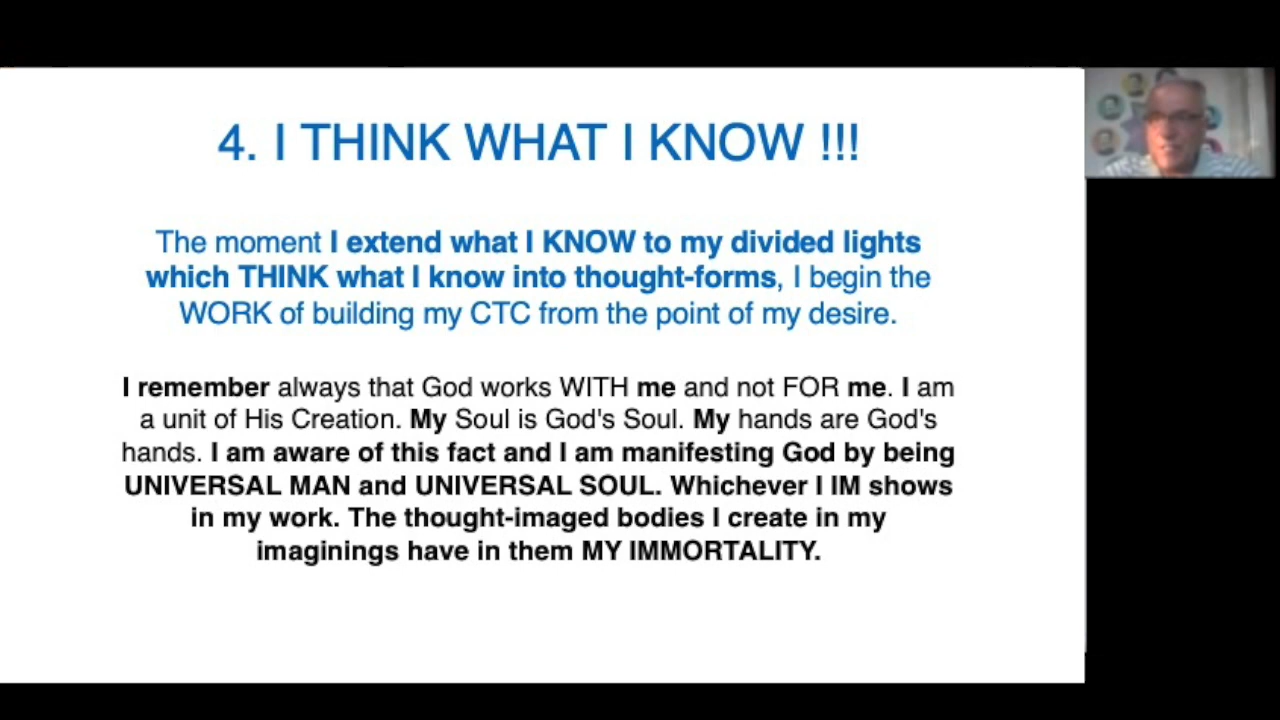 4. I THINK WHAT I KNOW !!!
The moment I extend what I KNOW to my divided lights
which THINK what I know into thought-forms, I begin the
WORK of building my CTC from the point of my desire.
I remember always that God works WITH me and not FOR me. I am
a unit of His Creation. My Soul is God's Soul. My hands are God's
hands. I am aware of this fact and I am manifesting God by being
UNIVERSAL MAN and UNIVERSAL SOUL. Whichever I IM shows
in my work. The thought-imaged bodies I create in my
imaginings have in them MY IMMORTALITY.